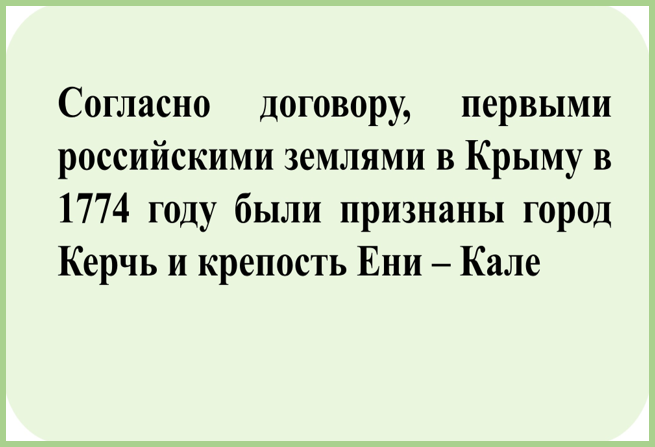 Согласно договору, первыми
российскими землями в Крыму в
1774 году были признаны город
Керчь и крепость Ени – Кале